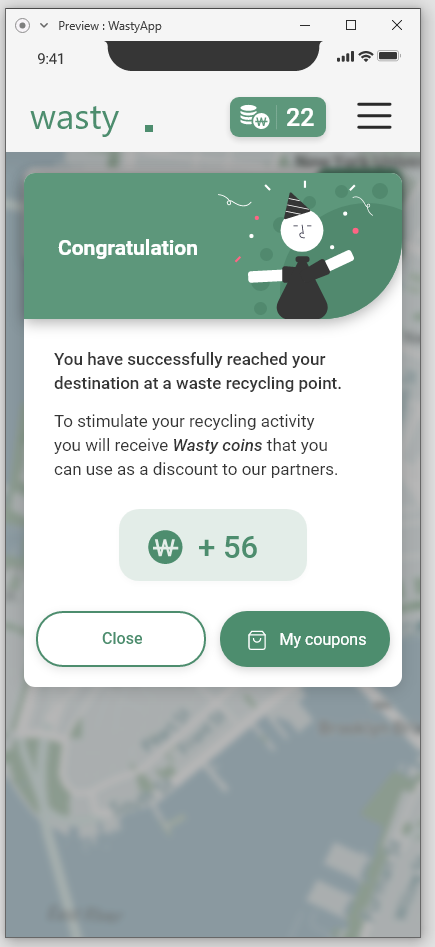 Preview : WastyApp
9:41
wasty .
22
Congratulation
You have successfully reached your
destination at a waste recycling point.
To stimulate your recycling activity
you will receive Wasty coins that you
can use as a discount to our partners.
+ 56
Close
My coupons